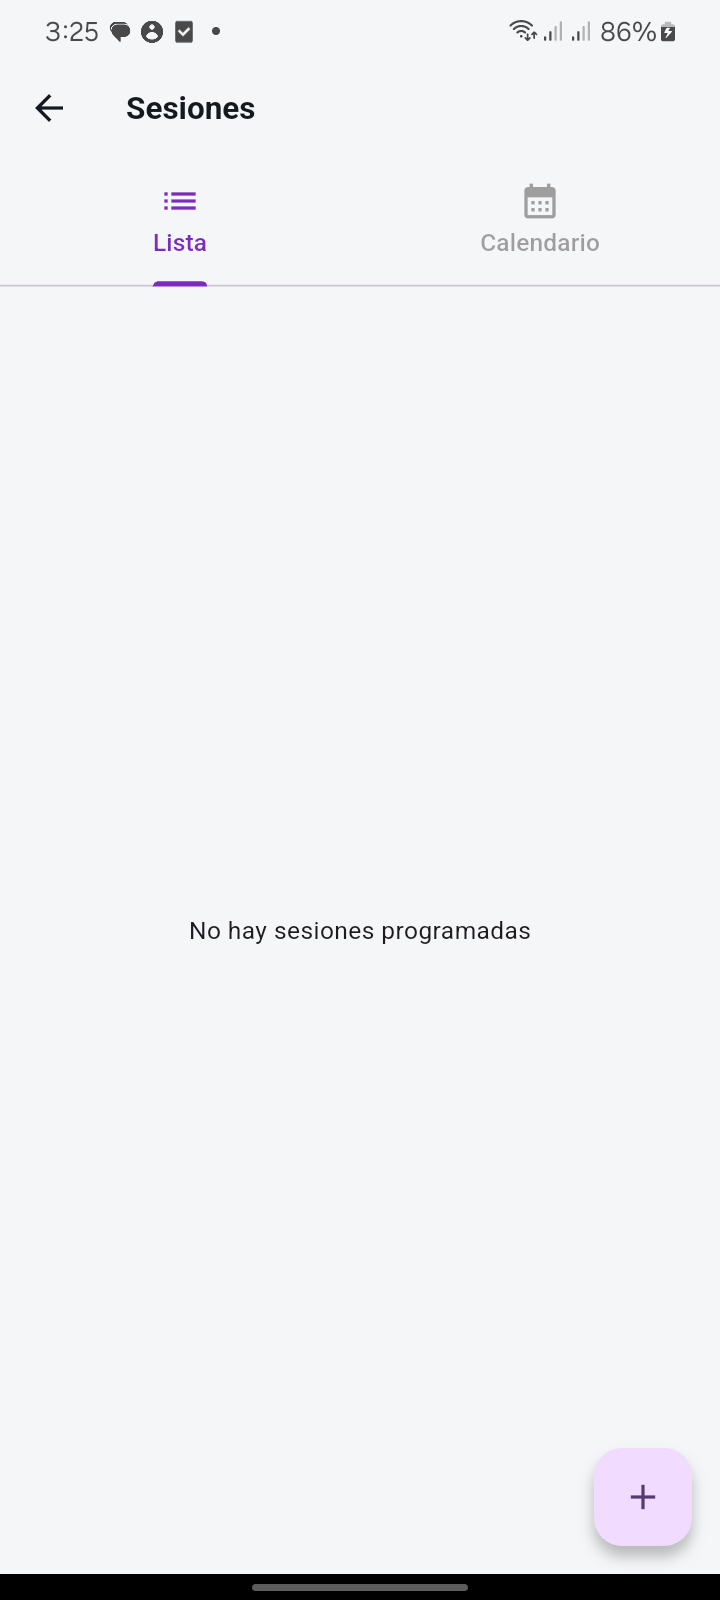 3:25
86%
Sesiones
Lista
Calendario
No hay sesiones programadas